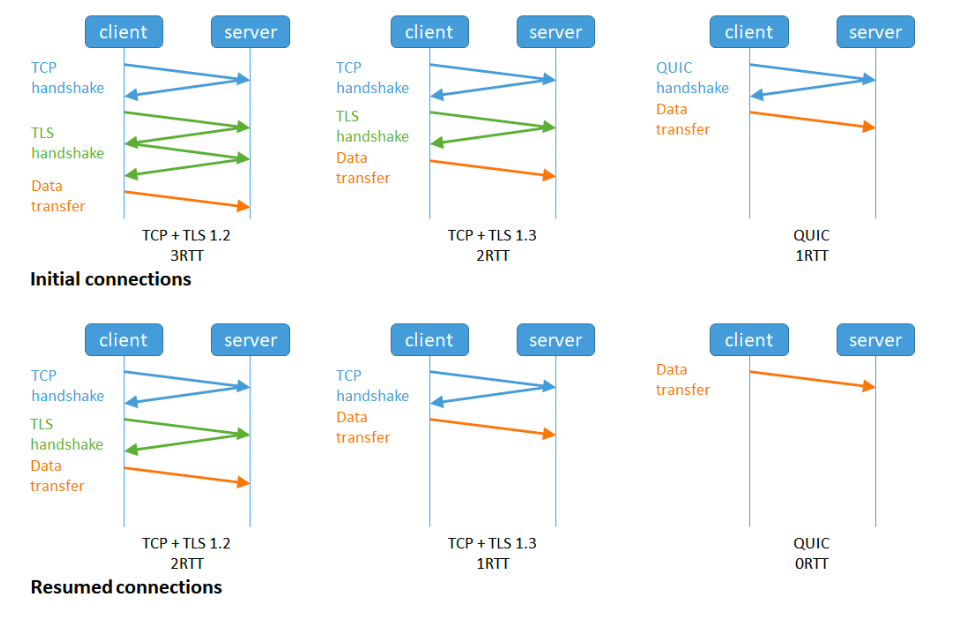 client server client server client server
TCP
handshake
TLS
handshake
Data
transfer
TCP + TLS 1.2
3RTT
TCP
handshake
TLS
handshake
Data
transfer
TCP + TLS 1.3
2RTT
QUIC
handshake
Data
transfer
QUIC
1RTT
Initial connections
client server client server client server
TCP
handshake
TLS
handshake
Data
transfer
TCP + TLS 1.2
2RTT
TCP
handshake
Data
transfer
TCP + TLS 1.3
1RTT
Data
transfer
QUIC
0RTT
Resumed connections